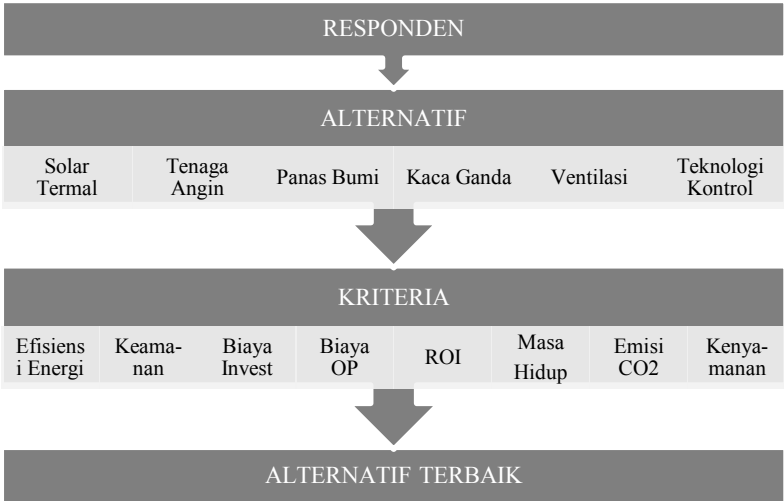 RESPONDEN
ALTERNATIF
Solar
Termal
Tenaga
Angin
Panas Bumi
Kaca Ganda
Ventilasi
Teknologi
Kontrol
KRITERIA
Efisiens
i Energi
Keama-
nan
Biaya
Invest
Biaya
OP
ROI
Masa
Hidup
Emisi
CO2
Kenya-
manan
ALTERNATIF TERBAIK